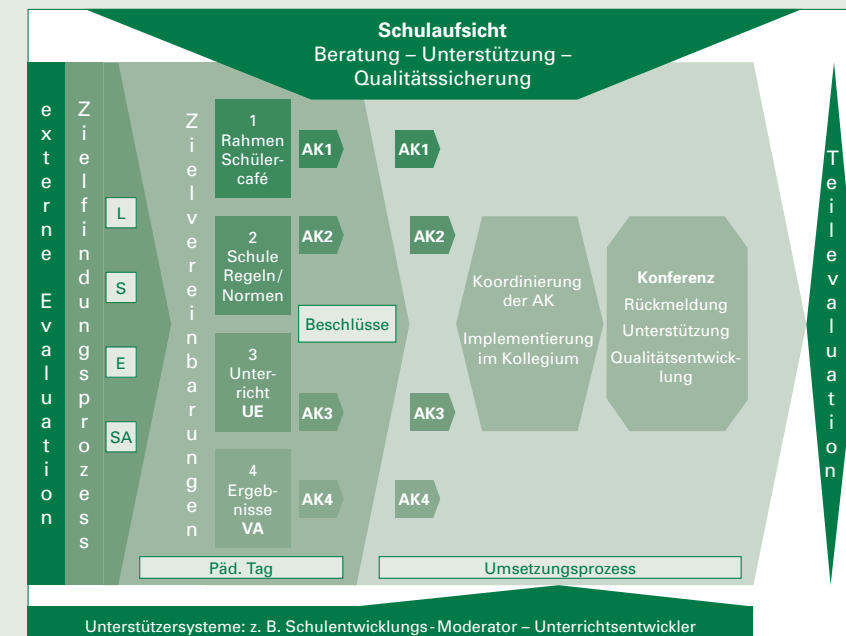 Schulaufsicht
Beratung – Unterstützung –
Qualitätssicherung
externe Evaluation
Zielfindungsprozess
L
S
E
SA
Zielvereinbarungen
1
Rahmen
Schüler-
café
AK1
2
Schule
Regeln/
Normen
AK2
Beschlüsse
3
Unter-
richt
UE
AK3
4
Ergeb-
nisse
VA
AK4
Päd. Tag
AK1
AK2
AK3
AK4
Koordinierung
der AK
Implementierung
im Kollegium
Konferenz
Rückmeldung
Unterstützung
Qualitätsentwick-
lung
Umsetzungsprozess
Teilevaluation
Unterstützersysteme: z. B. Schulentwicklungs-Moderator – Unterrichtsentwickler